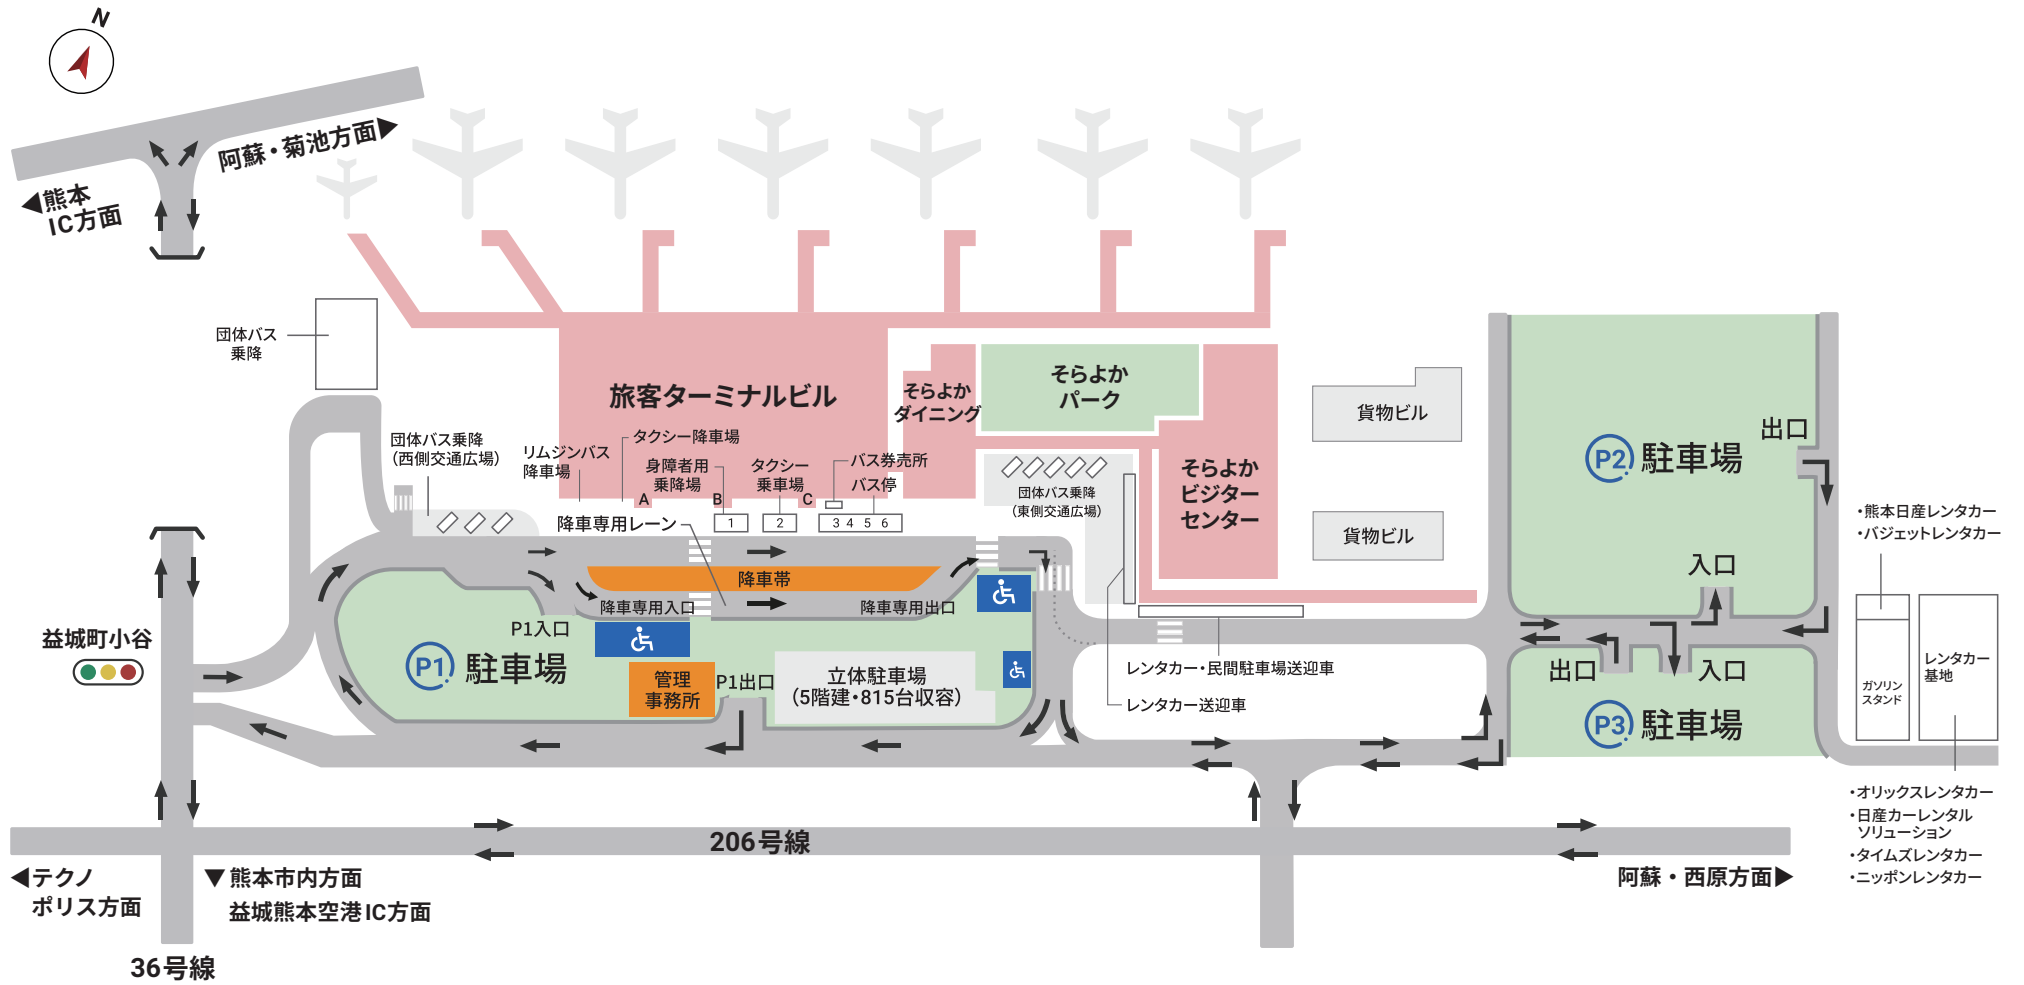 N
阿蘇・菊池方面▶
◀熊本
IC方面
団体バス
乗降
旅客ターミナルビル
そらよか
ダイニング
そらよか
パーク
そらよか
ビジター
センター
貨物ビル
貨物ビル
団体バス乗降
(西側交通広場)
リムジンバス
降車場
タクシー降車場
身障者用
乗降場
タクシー
乗車場
バス券売所
バス停
A
B
C
1
2
3 4 5 6
団体バス乗降
(東側交通広場)
降車専用レーン
降車帯
降車専用入口
降車専用出口
P1入口
P1 駐車場
管理
事務所
P1出口
立体駐車場
(5階建・815台収容)
レンタカー・民間駐車場送迎車
レンタカー送迎車
P2 駐車場
出口
入口
出口
入口
P3 駐車場
・熊本日産レンタカー
・バジェットレンタカー
ガソリン
スタンド
レンタカー
基地
・オリックスレンタカー
・日産カーレンタル
ソリューション
・タイムズレンタカー
・ニッポンレンタカー
益城町小谷
206号線
◀テクノ
ポリス方面
▼熊本市内方面
益城熊本空港IC方面
阿蘇・西原方面▶
36号線